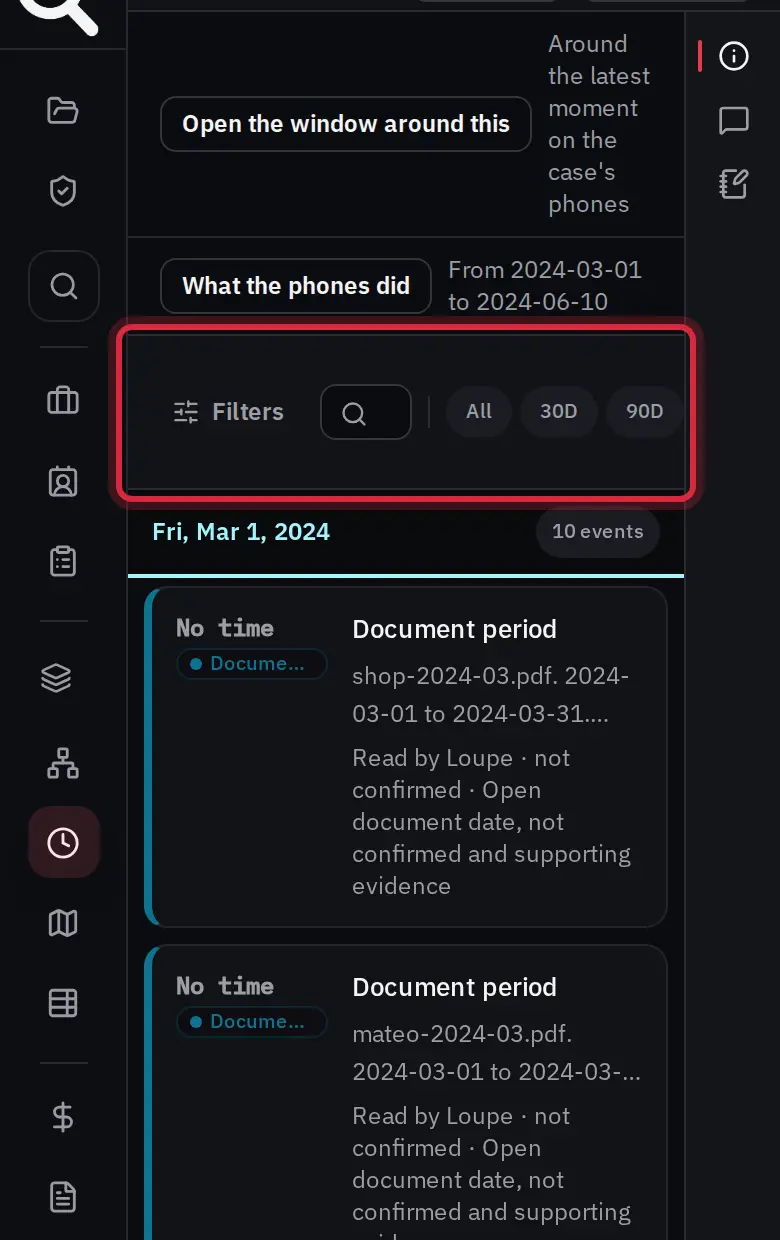 Around
the latest
moment
on the
case's
phones
Open the window around this
What the phones did
From 2024-03-01
to 2024-06-10
Filters
All
30D
90D
Fri, Mar 1, 2024
10 events
No time
Document period
Docume...
shop-2024-03.pdf. 2024-
03-01 to 2024-03-31....
Read by Loupe · not
confirmed · Open
document date, not
confirmed and supporting
evidence
No time
Document period
Docume...
mateo-2024-03.pdf.
2024-03-01 to 2024-03-...
Read by Loupe · not
confirmed · Open
document date, not
confirmed and supporting